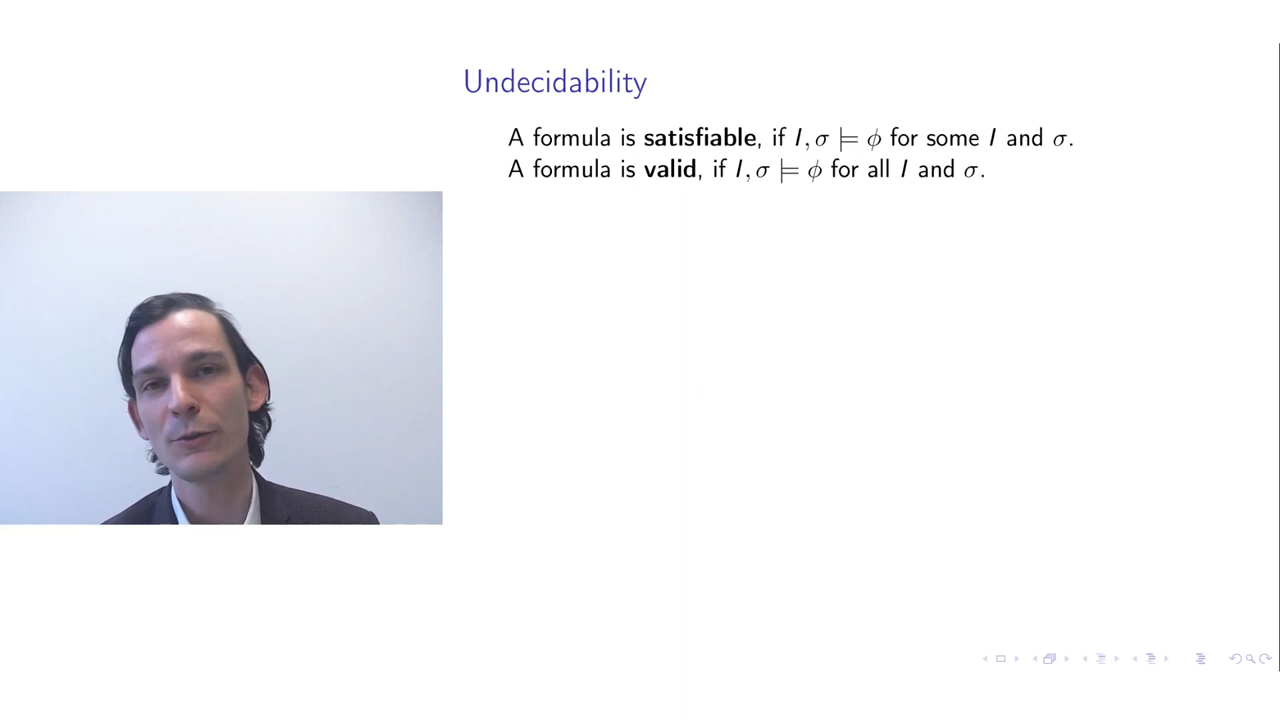 Undecidability
A formula is satisfiable, if I, σ ⊨ ϕ for some I and σ.
A formula is valid, if I, σ ⊨ ϕ for all I and σ.